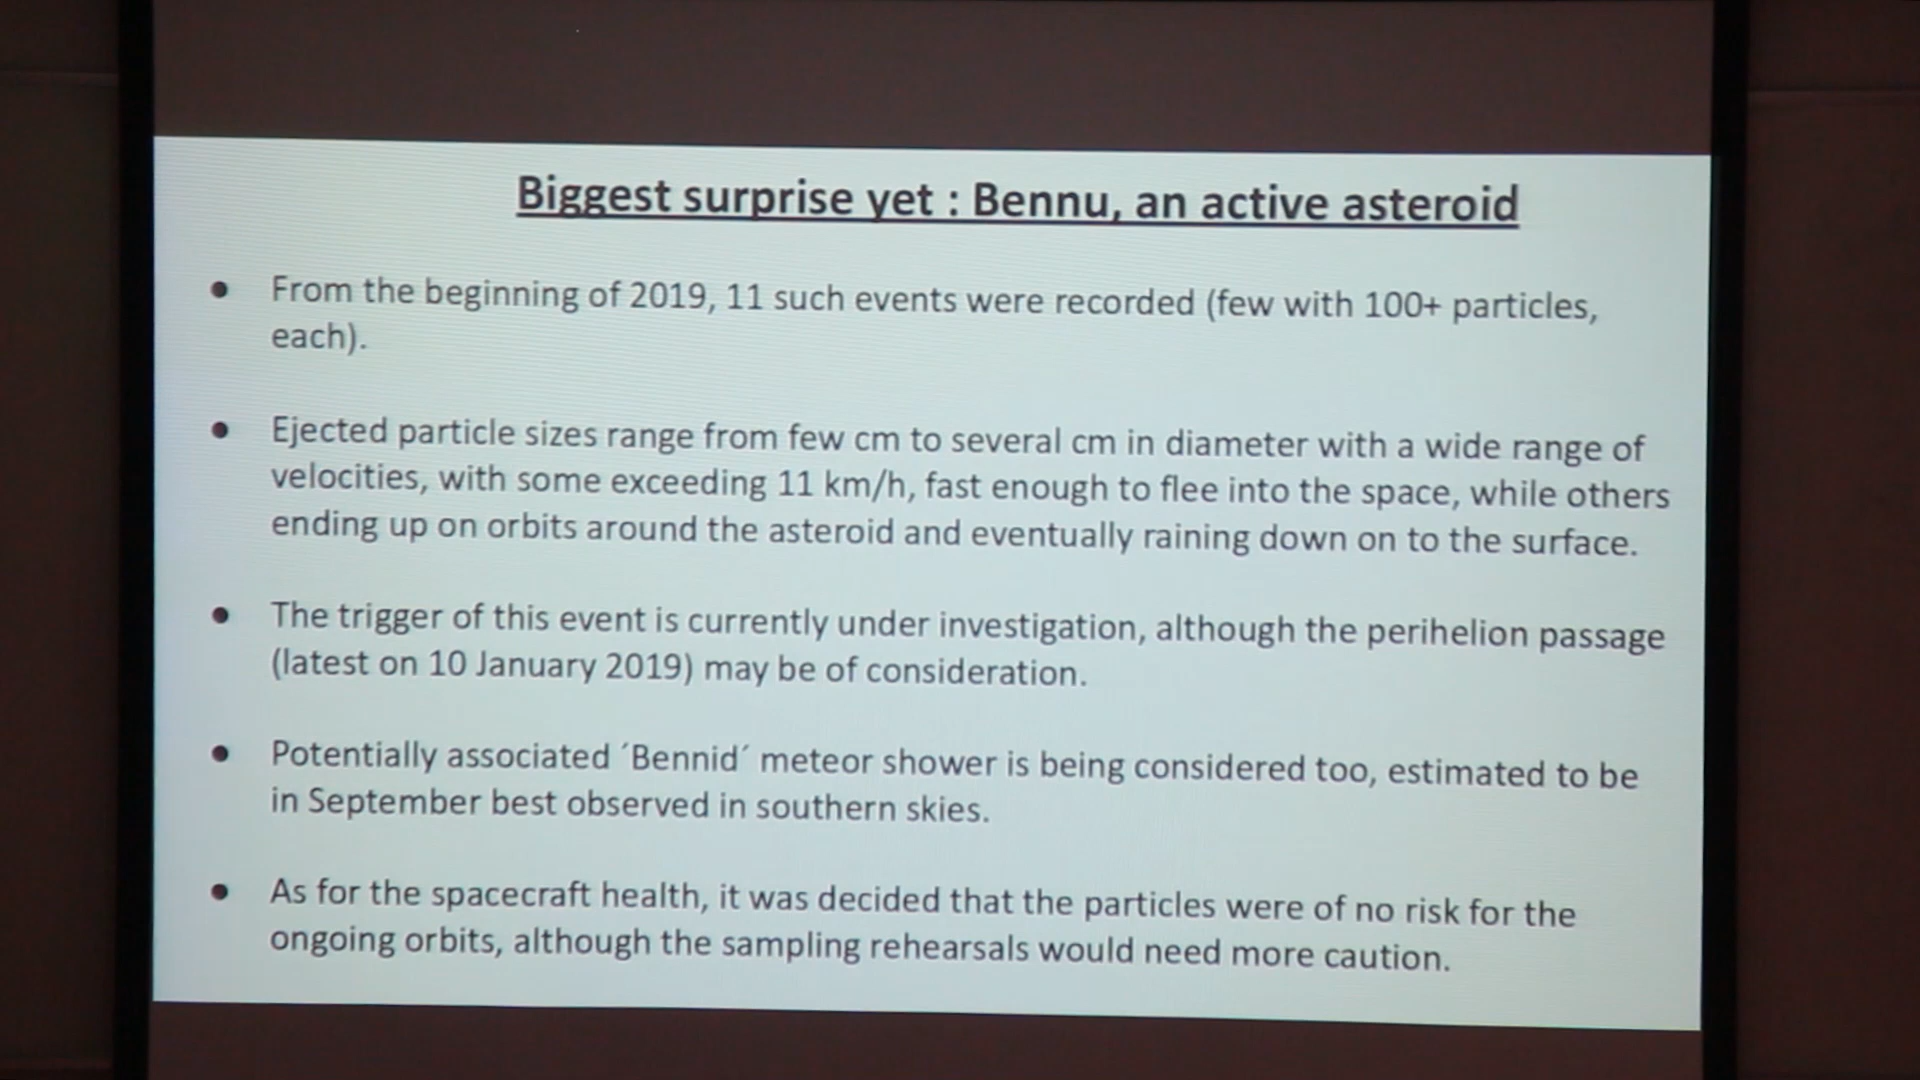 Biggest surprise yet : Bennu, an active asteroid
● From the beginning of 2019, 11 such events were recorded (few with 100+ particles,
each).
● Ejected particle sizes range from few cm to several cm in diameter with a wide range of
velocities, with some exceeding 11 km/h, fast enough to flee into the space, while others
ending up on orbits around the asteroid and eventually raining down on to the surface.
● The trigger of this event is currently under investigation, although the perihelion passage
(latest on 10 January 2019) may be of consideration.
● Potentially associated ´Bennid´ meteor shower is being considered too, estimated to be
in September best observed in southern skies.
● As for the spacecraft health, it was decided that the particles were of no risk for the
ongoing orbits, although the sampling rehearsals would need more caution.